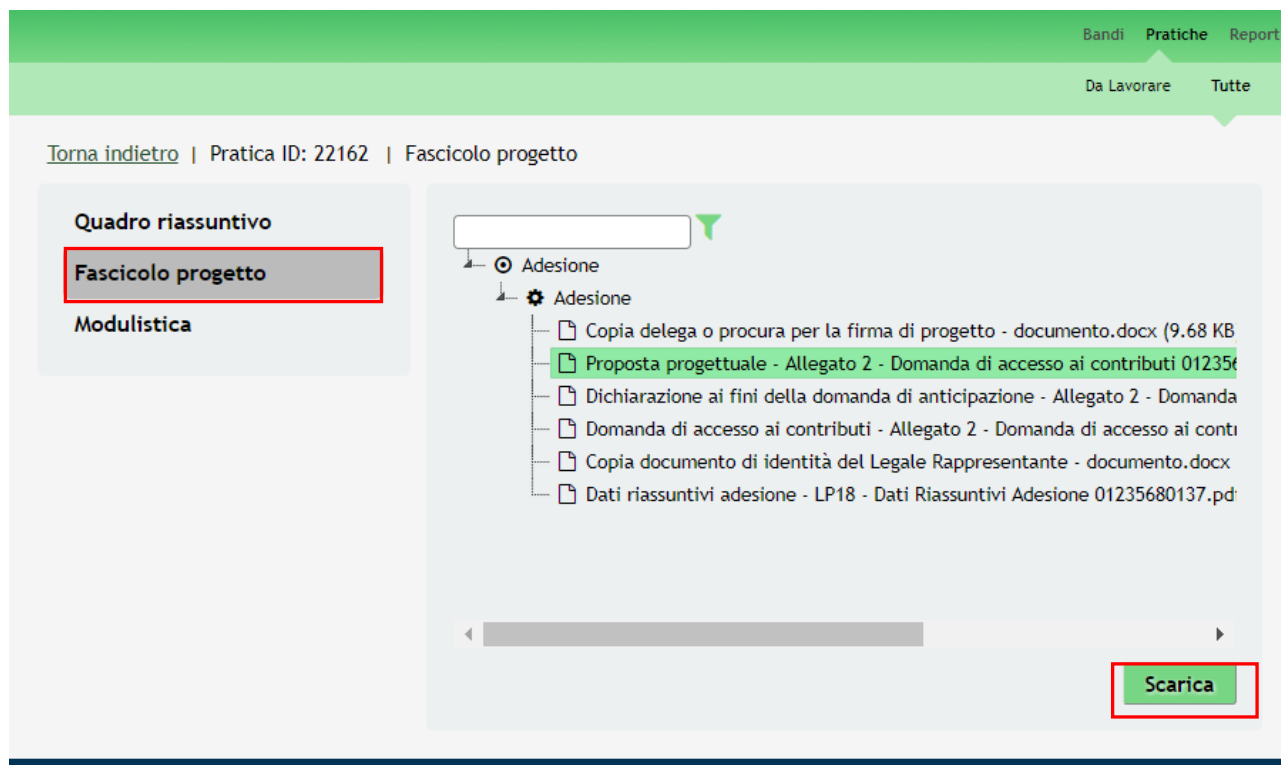 Bandi Pratiche Report
Da Lavorare Tutte
Torna indietro | Pratica ID: 22162 | Fascicolo progetto
Quadro riassuntivo
Fascicolo progetto
Modulistica
Adesione
Adesione
Copia delega o procura per la firma di progetto - documento.docx (9.68 KB
Proposta progettuale - Allegato 2 - Domanda di accesso ai contributi 01235
Dichiarazione ai fini della domanda di anticipazione - Allegato 2 - Domanda
Domanda di accesso ai contributi - Allegato 2 - Domanda di accesso ai
Copia documento di identità del Legale Rappresentante - documento.docx
Dati riassuntivi adesione - LP18 - Dati Riassuntivi Adesione 01235680137.pd
Scarica